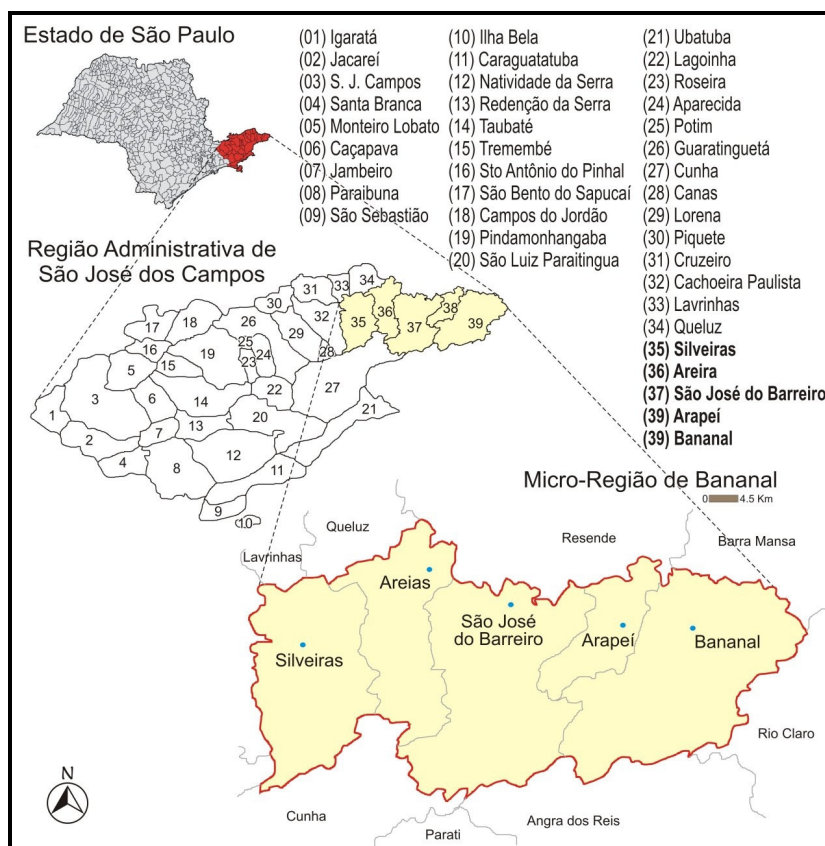 Estado de São Paulo
(01) Igaratá
(02) Jacareí
(03) S. J. Campos
(04) Santa Branca
(05) Monteiro Lobato
(06) Caçapava
(07) Jambeiro
(08) Paraibuna
(09) São Sebastião
(10) Ilha Bela
(11) Caraguatatuba
(12) Natividade da Serra
(13) Redenção da Serra
(14) Taubaté
(15) Tremembé
(16) Sto Antônio do Pinhal
(17) São Bento do Sapucaí
(18) Campos do Jordão
(19) Pindamonhangaba
(20) São Luiz Paraitingua
(21) Ubatuba
(22) Lagoinha
(23) Roseira
(24) Aparecida
(25) Potim
(26) Guaratinguetá
(27) Cunha
(28) Canas
(29) Lorena
(30) Piquete
(31) Cruzeiro
(32) Cachoeira Paulista
(33) Lavrinhas
(34) Queluz
(35) Silveiras
(36) Areira
(37) São José do Barreiro
(39) Arapeí
(39) Bananal
Região Administrativa de
São José dos Campos
31 33 34
30
17 18 26 32 35 36 37 38 39
29
16 25
5 15 19 23 24 28
3 6 14 22 27
1 13 20 21
2 7
4 8 12 11
9
10
Micro-Região de Bananal
0 4.5 Km
Queluz
Lavrinhas
Resende
Barra Mansa
Areias
São José
do Barreiro
Arapeí
Bananal
Silveiras
Rio Claro
N
Cunha
Parati
Angra dos Reis